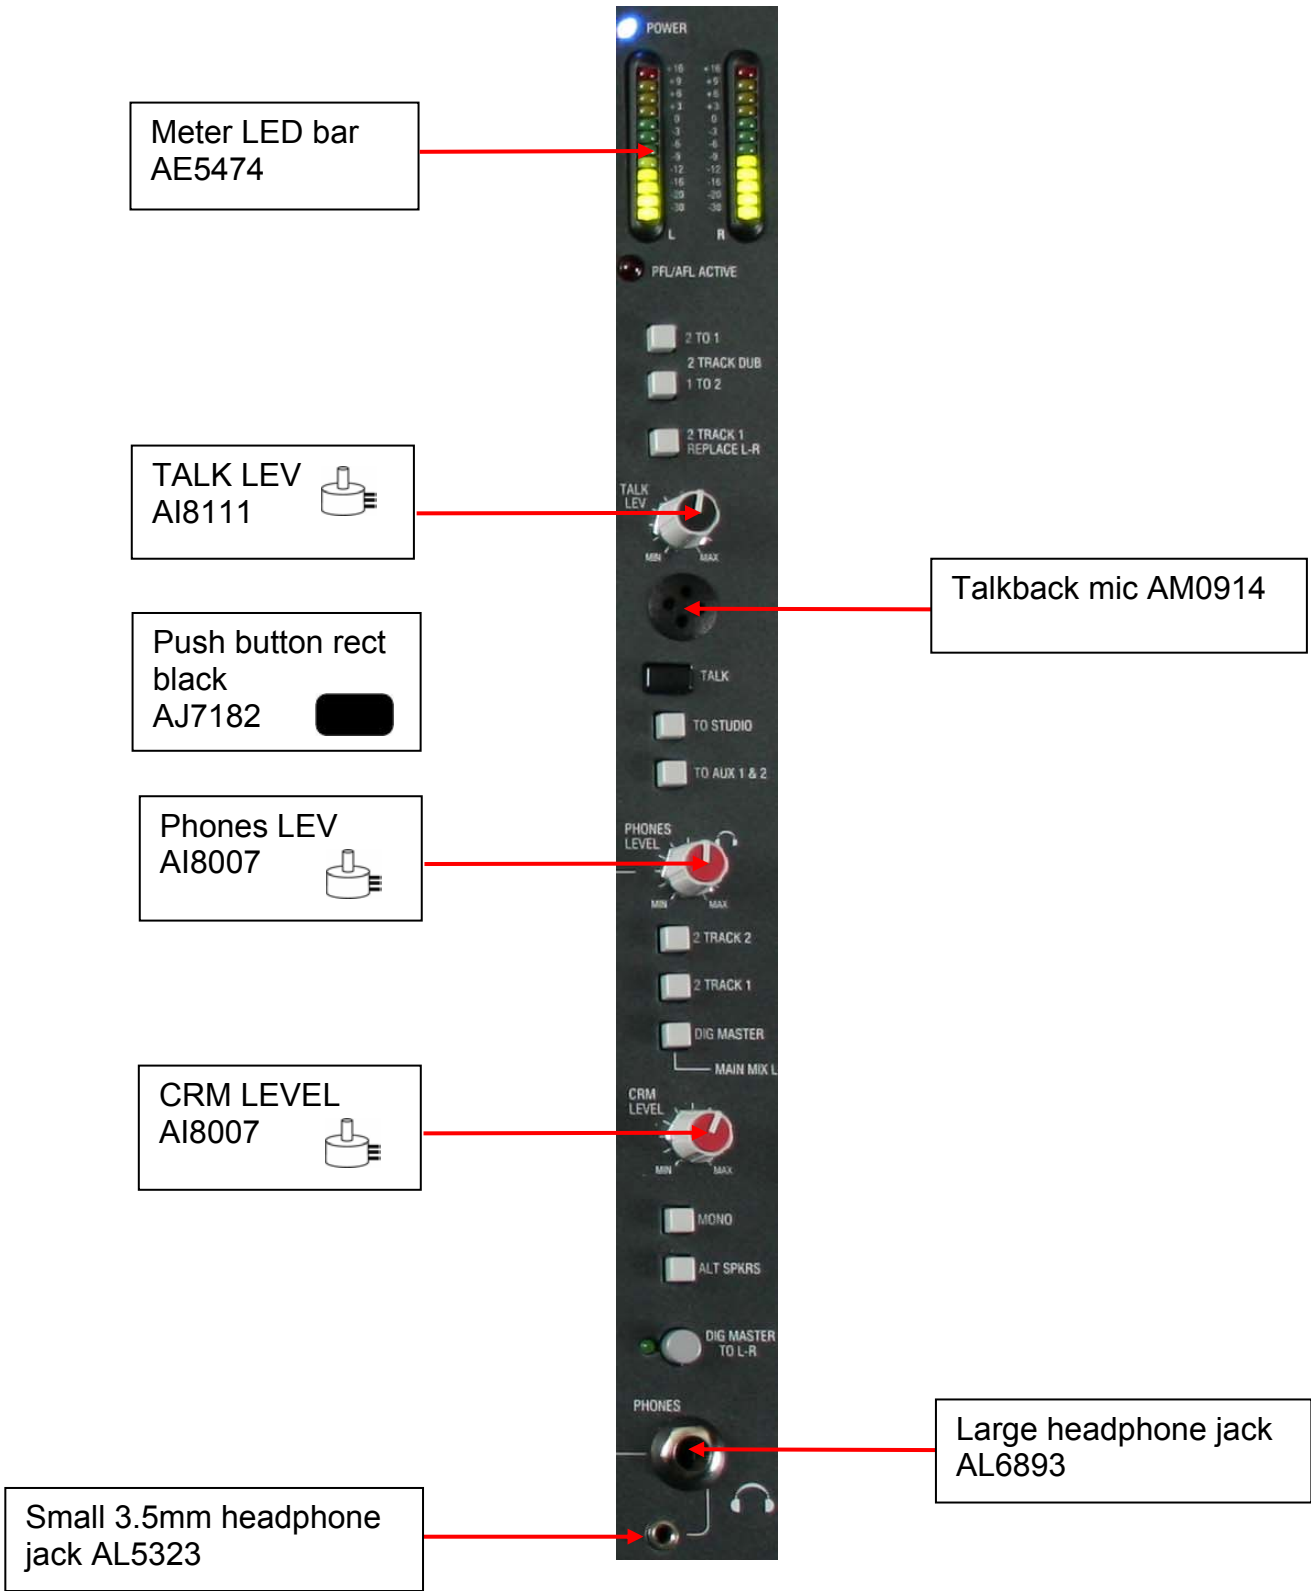 POWER
+16 +16
+9 +9
+6 +6
+3 +3
0 0
-3 -3
-6 -6
-9 -9
-12 -12
-16 -16
-20 -20
-30 -30
L R
Meter LED bar
AE5474
PFL/AFL ACTIVE
2 TO 1
2 TRACK DUB
1 TO 2
2 TRACK 1
REPLACE L-R
TALK LEV
AI8111
TALK
LEV
MIN MAX
Talkback mic AM0914
Push button rect
black
AJ7182
TALK
TO STUDIO
TO AUX 1 & 2
Phones LEV
AI8007
PHONES
LEVEL
MIN MAX
2 TRACK 2
2 TRACK 1
DIG MASTER
MAIN MIX L
CRM LEVEL
AI8007
CRM
LEVEL
MIN MAX
MONO
ALT SPKRS
DIG MASTER
TO L-R
PHONES
Large headphone jack
AL6893
Small 3.5mm headphone
jack AL5323